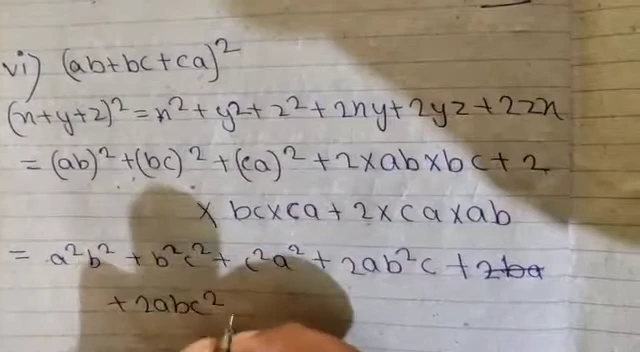 vi) (ab+bc+ca)²
(x+y+z)² = x² + y² + z² + 2xy + 2yz + 2zx
= (ab)² + (bc)² + (ca)² + 2×ab×bc + 2
× bc×ca + 2×ca×ab
= a²b² + b²c² + c²a² + 2ab²c +
+ 2abc²